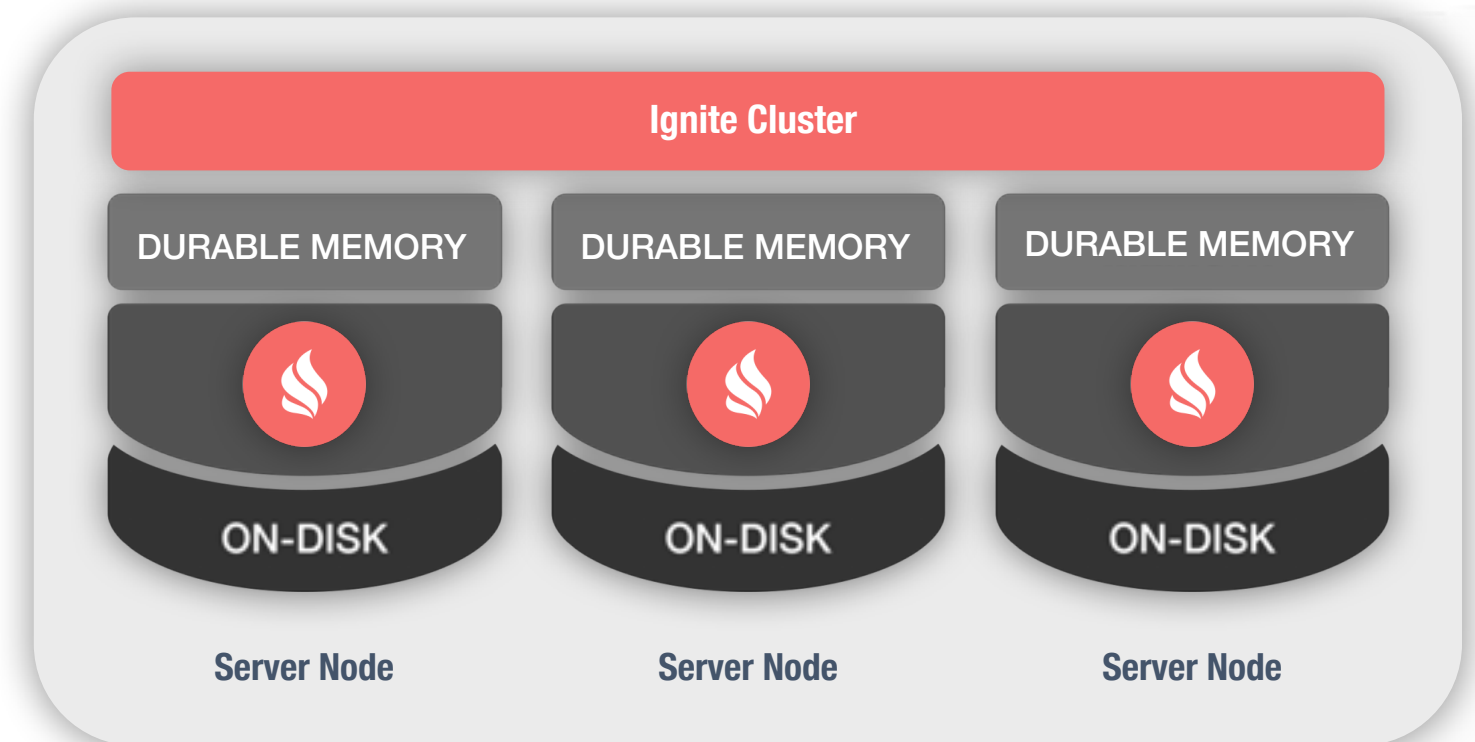 Ignite Cluster
DURABLE MEMORY
DURABLE MEMORY
DURABLE MEMORY
ON-DISK
ON-DISK
ON-DISK
Server Node
Server Node
Server Node